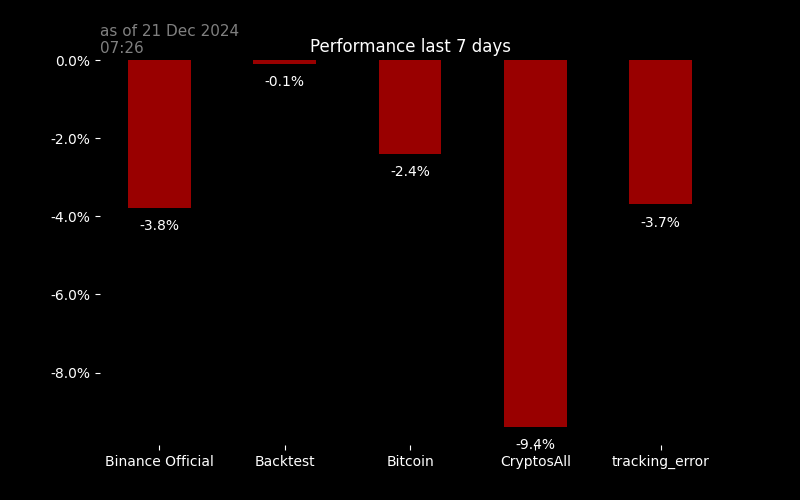 as of 21 Dec 2024
07:26
Performance last 7 days
0.0%
-2.0%
-4.0%
-6.0%
-8.0%
-3.8%
-0.1%
-2.4%
-9.4%
-3.7%
Binance Official
Backtest
Bitcoin
CryptosAll
tracking_error